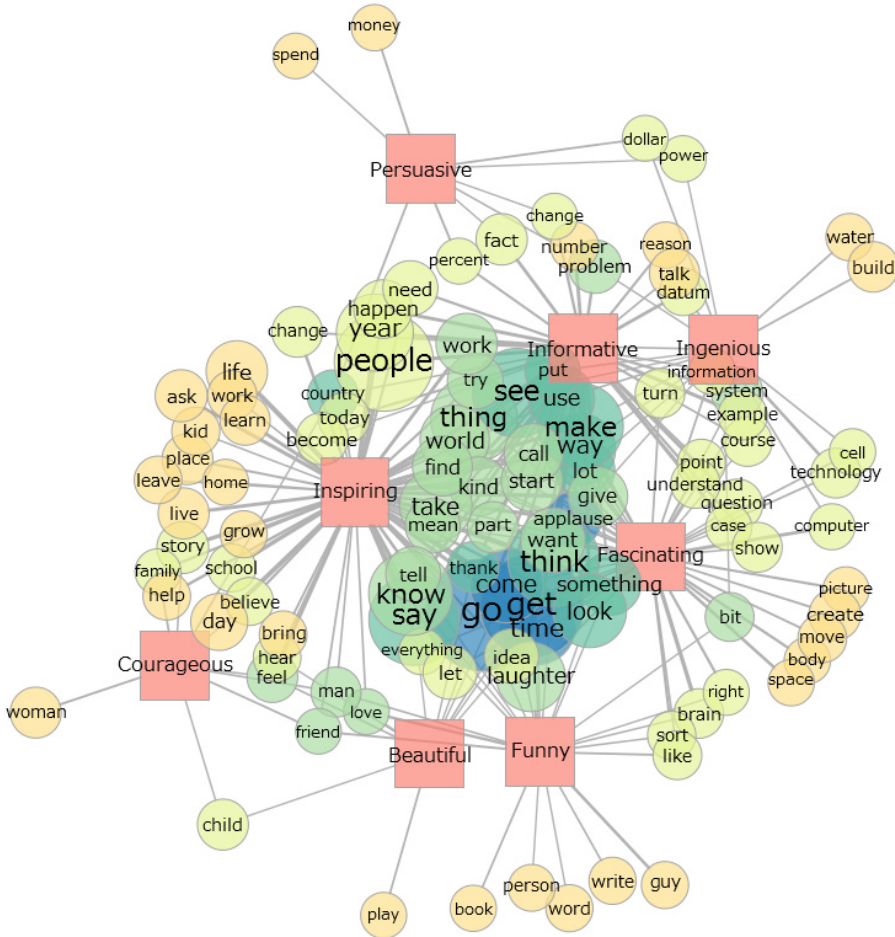 money
spend
dollar
power
Persuasive
change
fact
number
reason
water
percent
problem
talk
build
need
datum
happen
change
year
work
Informative
Ingenious
people
put
information
life
try
see
use
system
ask
work
country
turn
example
learn
today
thing
make
course
kid
become
world
call
way
cell
place
find
lot
point
technology
leave
home
Inspiring
kind
start
understand
give
question
live
take
mean
part
applause
case
computer
grow
want
show
story
school
Fascinating
family
tell
thank
think
help
know
come
something
picture
believe
say
go
get
look
create
day
time
bit
move
bring
everything
idea
body
Courageous
hear
let
laughter
space
feel
man
right
woman
love
brain
friend
sort
Beautiful
Funny
like
child
person
write
guy
play
book
word